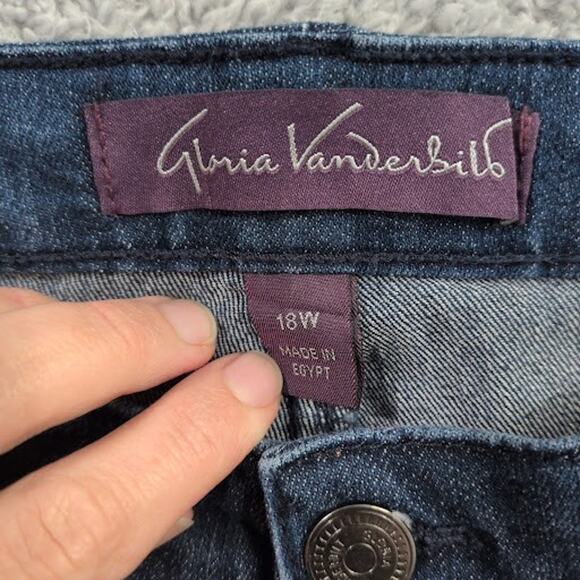 Gloria Vanderbilt
18W
MADE IN
EGYPT